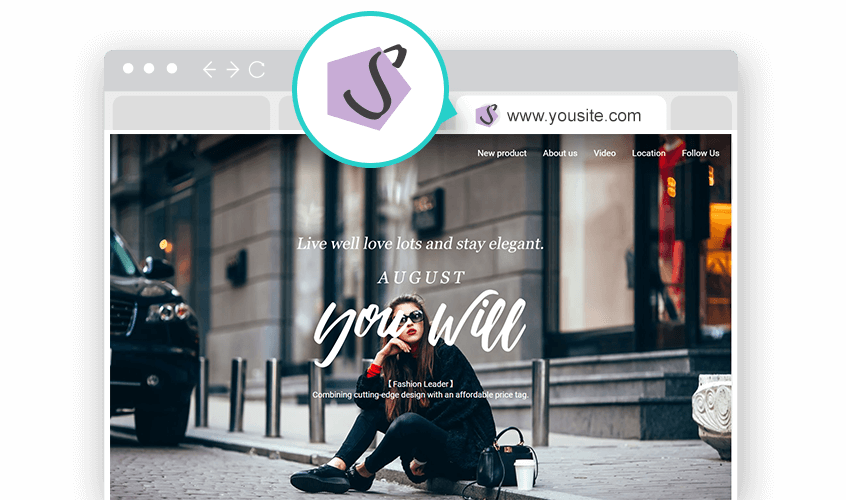 S
www.yousite.com
New product About us Video Location Follow Us
Live well love lots and stay elegant.
AUGUST
you will
【Fashion Leader】
Combining cutting-edge design with an affordable price tag.